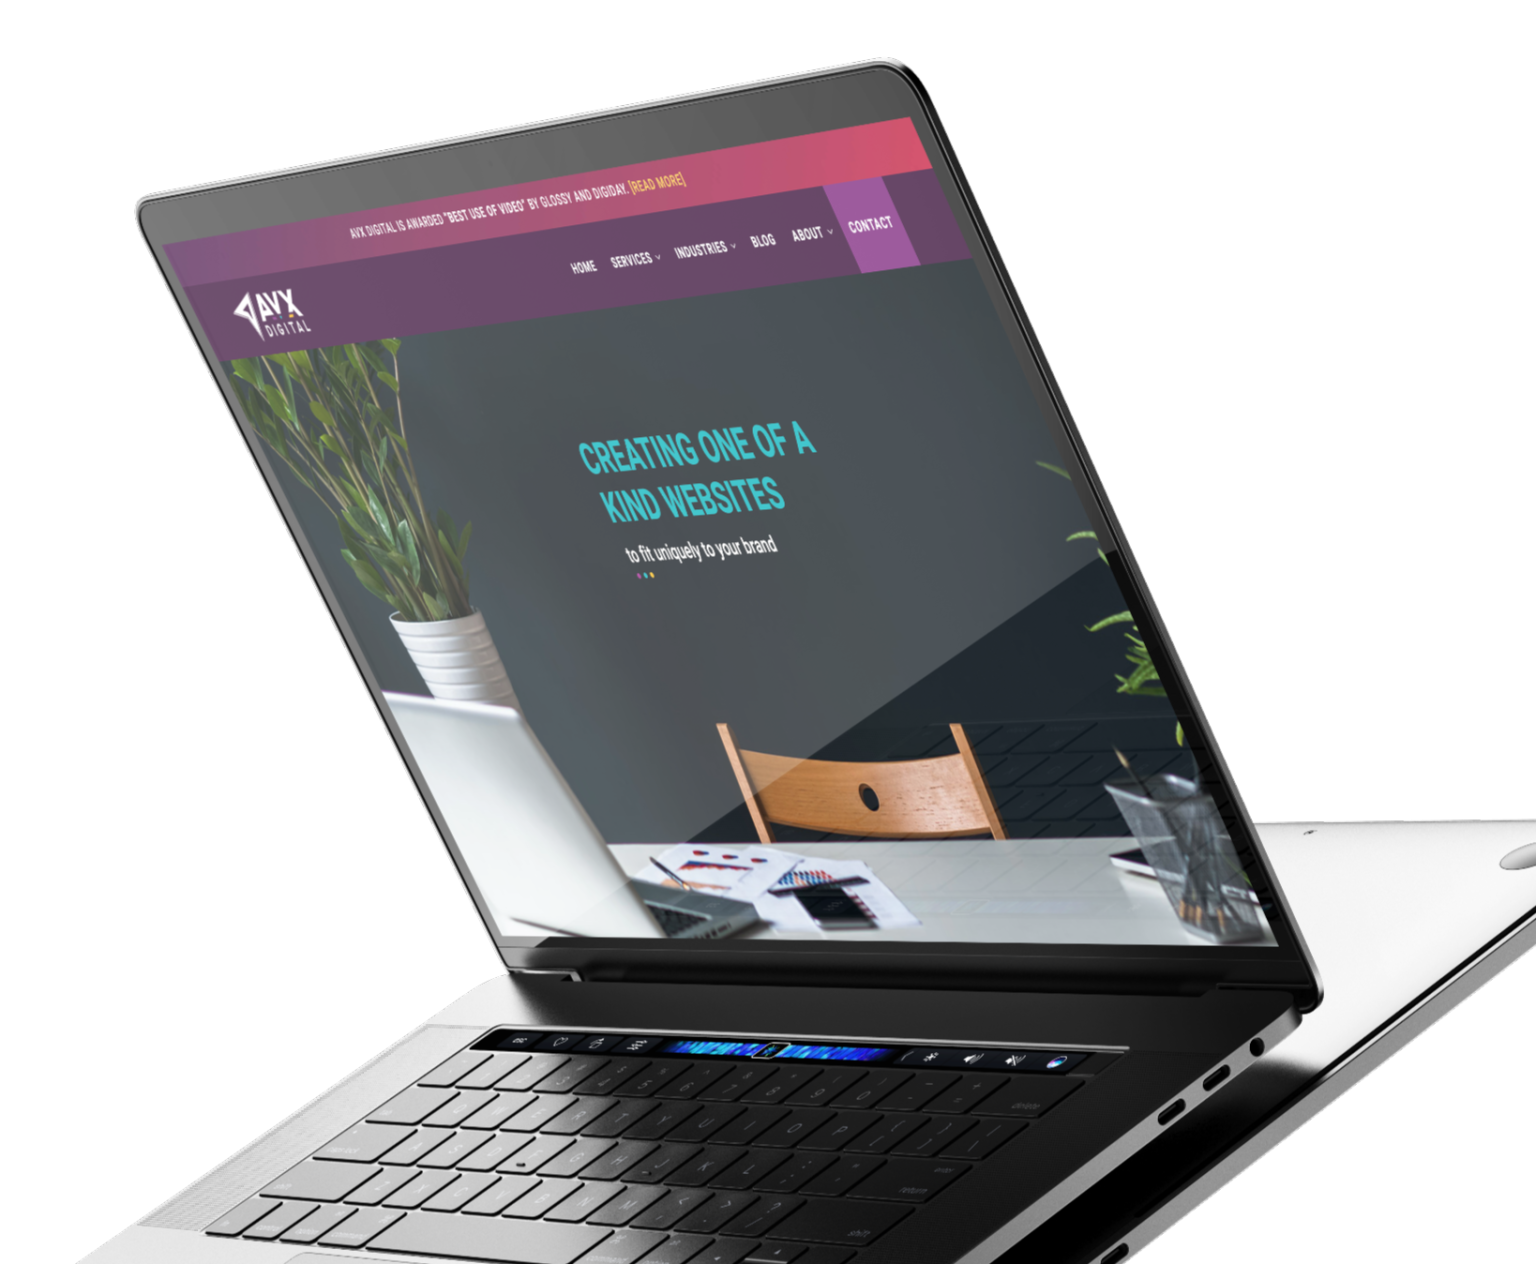 AVX DIGITAL IS AWARDED "BEST USE OF VIDEO" BY GLOSSY AND DIGIDAY. [READ MORE]
HOME SERVICES INDUSTRIES BLOG ABOUT CONTACT
AVX
DIGITAL
CREATING ONE OF A
KIND WEBSITES
to fit uniquely to your brand